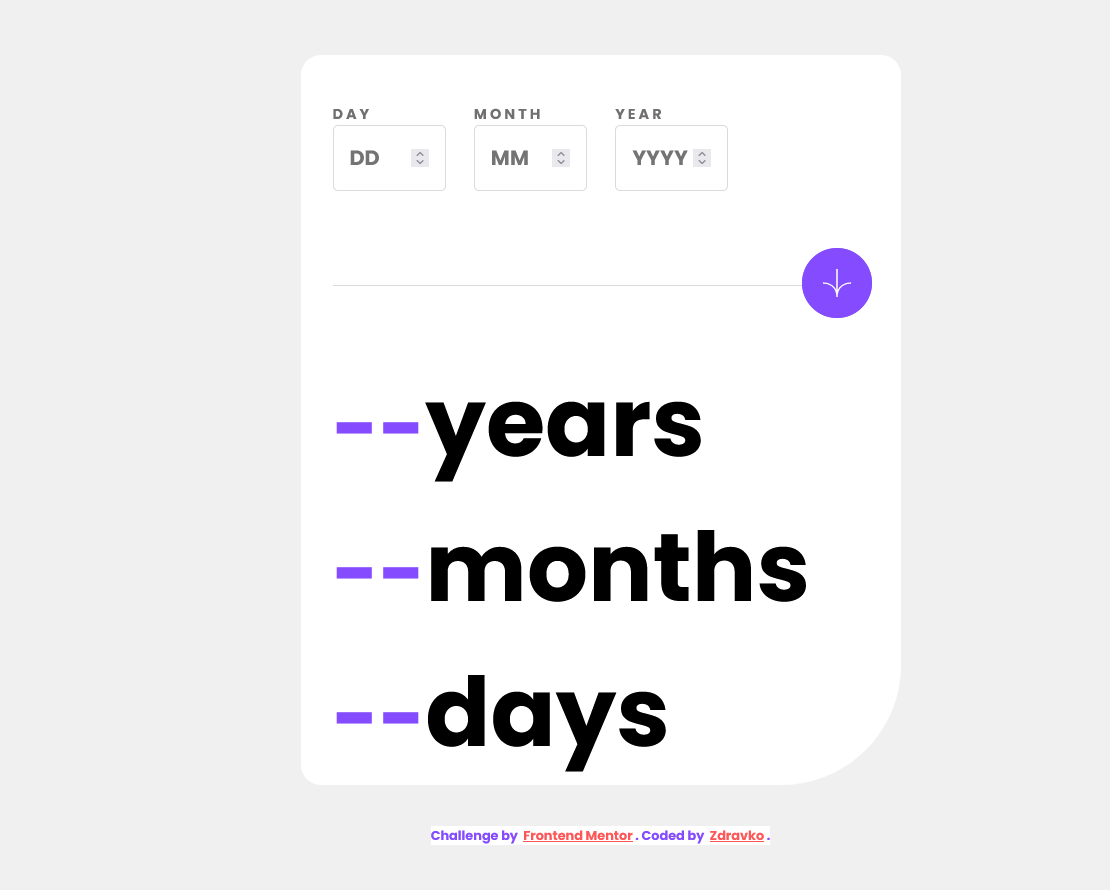 DAY MONTH YEAR
DD MM YYYY
--years
--months
--days
Challenge by Frontend Mentor. Coded by Zdravko.